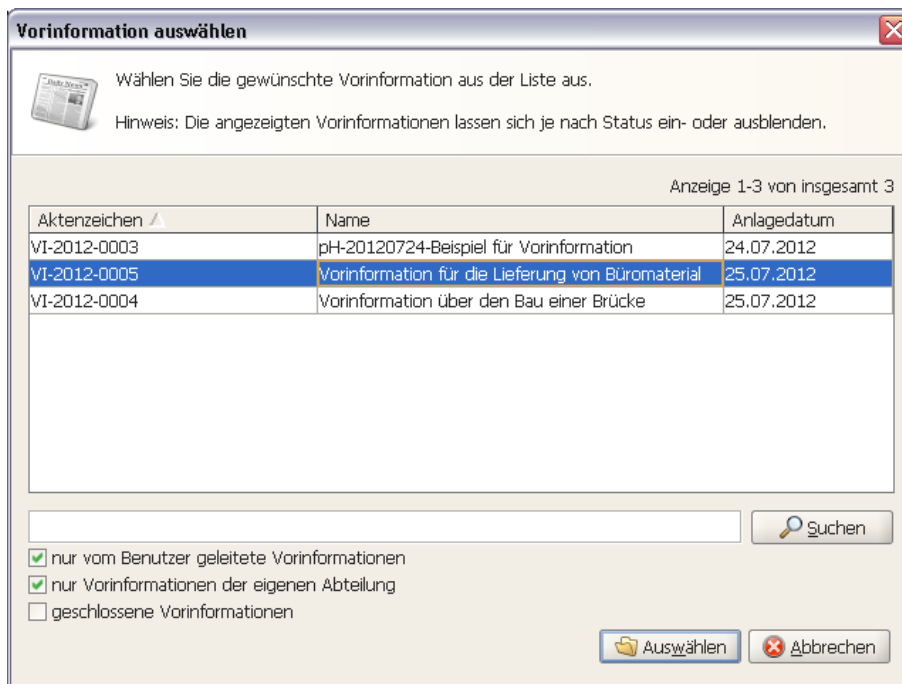 Vorinformation auswählen
Wählen Sie die gewünschte Vorinformation aus der Liste aus.
Hinweis: Die angezeigten Vorinformationen lassen sich je nach Status ein- oder ausblenden.
Anzeige 1-3 von insgesamt 3
Aktenzeichen Name Anlagedatum
VI-2012-0003 pH-20120724-Beispiel für Vorinformation 24.07.2012
VI-2012-0005 Vorinformation für die Lieferung von Büromaterial 25.07.2012
VI-2012-0004 Vorinformation über den Bau einer Brücke 25.07.2012
Suchen
nur vom Benutzer geleitete Vorinformationen
nur Vorinformationen der eigenen Abteilung
geschlossene Vorinformationen
Auswählen Abbrechen